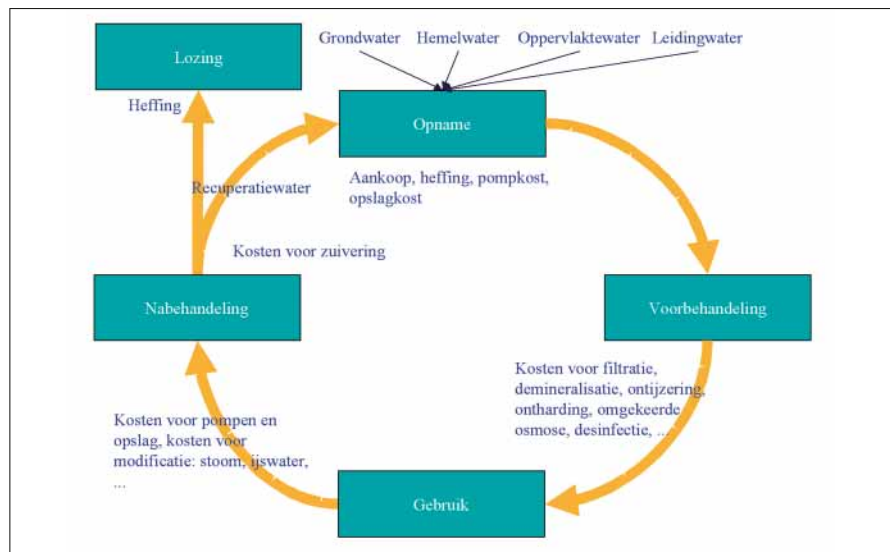 Grondwater Hemelwater Oppervlaktewater Leidingwater
Lozing
Heffing
Opname
Recuperatiewater
Aankoop, heffing, pompkost,
opslagkost
Kosten voor zuivering
Nabehandeling
Voorbehandeling
Kosten voor filtratie,
demineralisatie, ontijzering,
ontharding, omgekeerde
osmose, desinfectie, ...
Kosten voor pompen en
opslag, kosten voor
modificatie: stoom, ijswater,
...
Gebruik